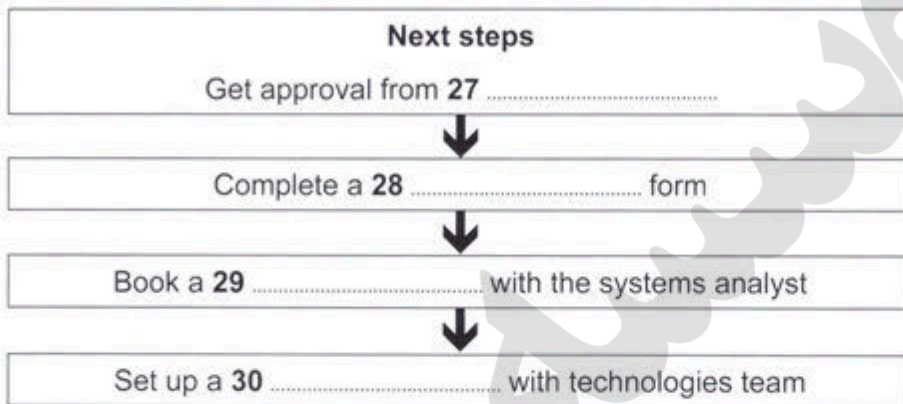 Next steps
Get approval from 27 ..........................................
Complete a 28 .......................................... form
Book a 29 .......................................... with the systems analyst
Set up a 30 .......................................... with technologies team